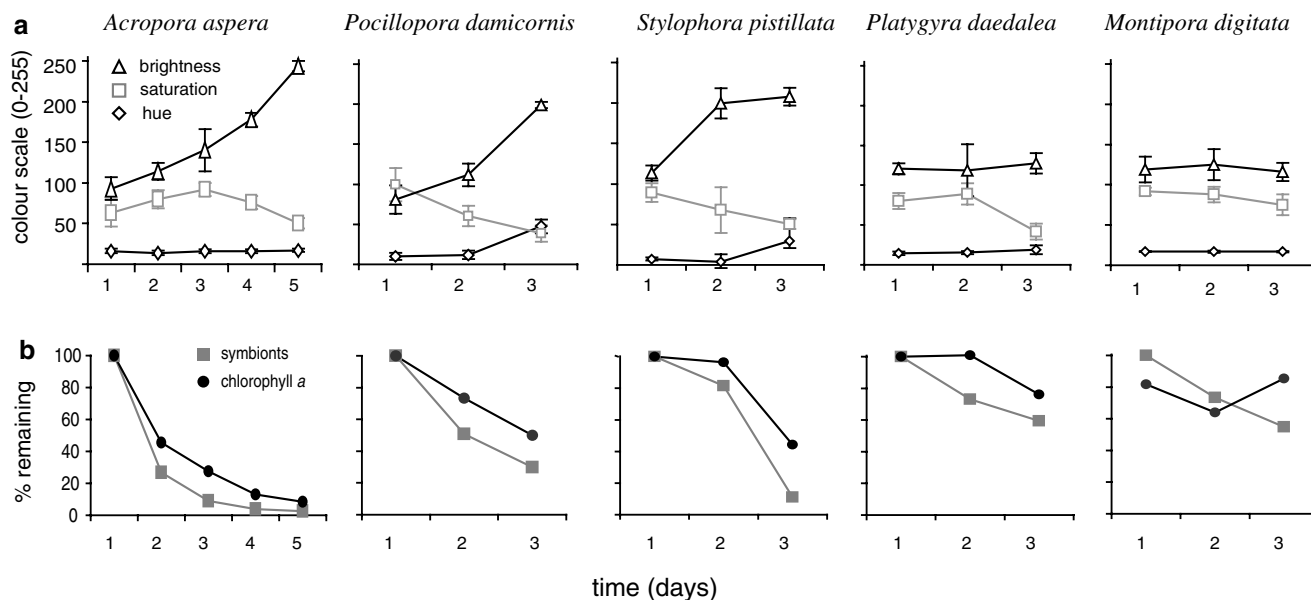 a Acropora aspera Pocillopora damicornis Stylophora pistillata Platygyra daedalea Montipora digitata
colour scale (0-255)
250
200
150
100
50
brightness
saturation
hue
1 2 3 4 5 1 2 3 1 2 3 1 2 3 1 2 3
b
% remaining
100
80
60
40
20
0
symbionts
chlorophyll a
1 2 3 4 5 1 2 3 1 2 3 1 2 3 1 2 3
time (days)